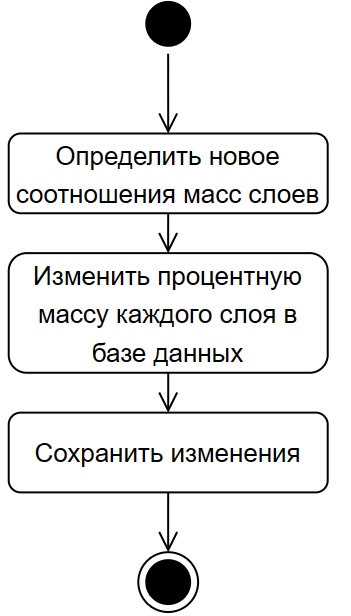 Определить новое
соотношения масс слоев
Изменить процентную
массу каждого слоя в
базе данных
Сохранить изменения